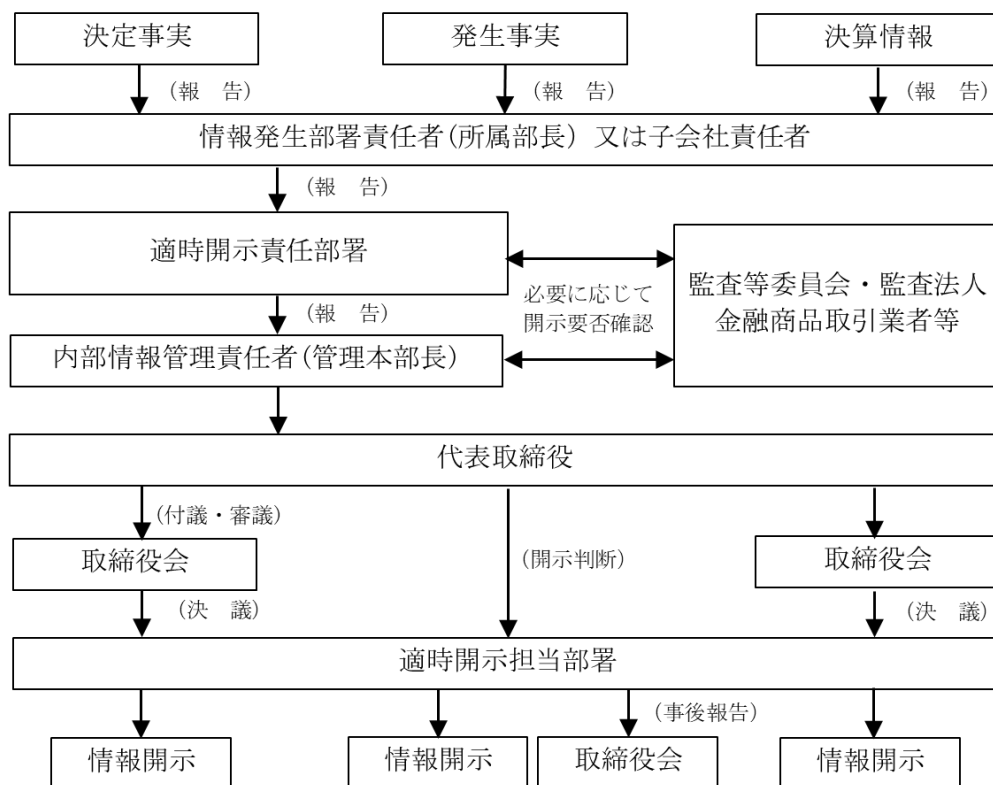 決定事実
発生事実
決算情報
(報 告)
(報 告)
(報 告)
情報発生部署責任者(所属部長) 又は子会社責任者
(報 告)
適時開示責任部署
必要に応じて
開示要否確認
監査等委員会・監査法人
金融商品取引業者等
(報 告)
内部情報管理責任者(管理本部長)
代表取締役
(付議・審議)
取締役会
(開示判断)
取締役会
(決 議)
(決 議)
適時開示担当部署
(事後報告)
情報開示
情報開示
取締役会
情報開示